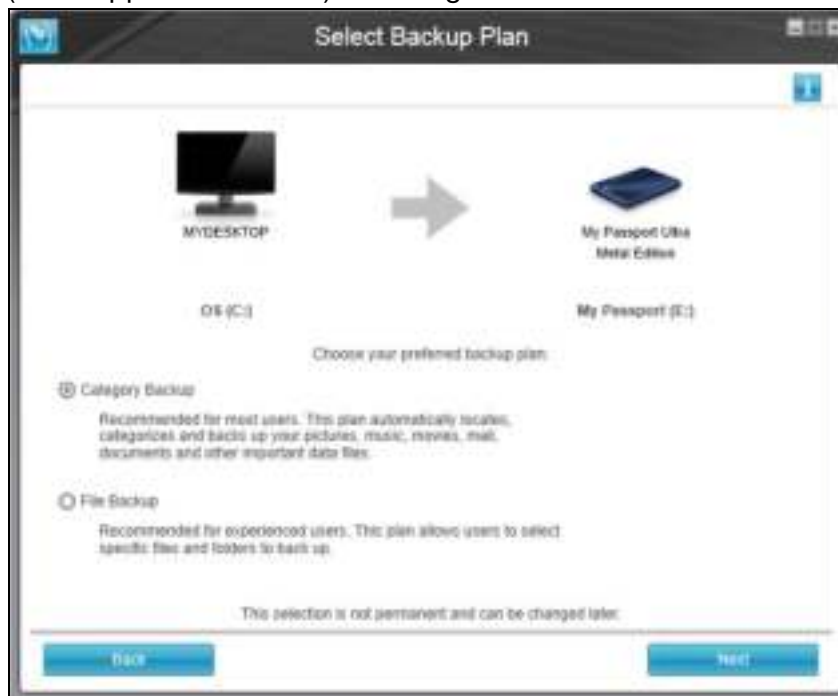 Select Backup Plan
MYDESKTOP
My Passport Ultra
Metal Edition
OS (C:)
My Passport (E:)
Choose your preferred backup plan:
Category Backup
Recommended for most users. This plan automatically locates,
categorizes and backs up your pictures, music, movies, mail,
documents and other important data files.
File Backup
Recommended for experienced users. This plan allows users to select
specific files and folders to back up.
This selection is not permanent and can be changed later.
Back
Next